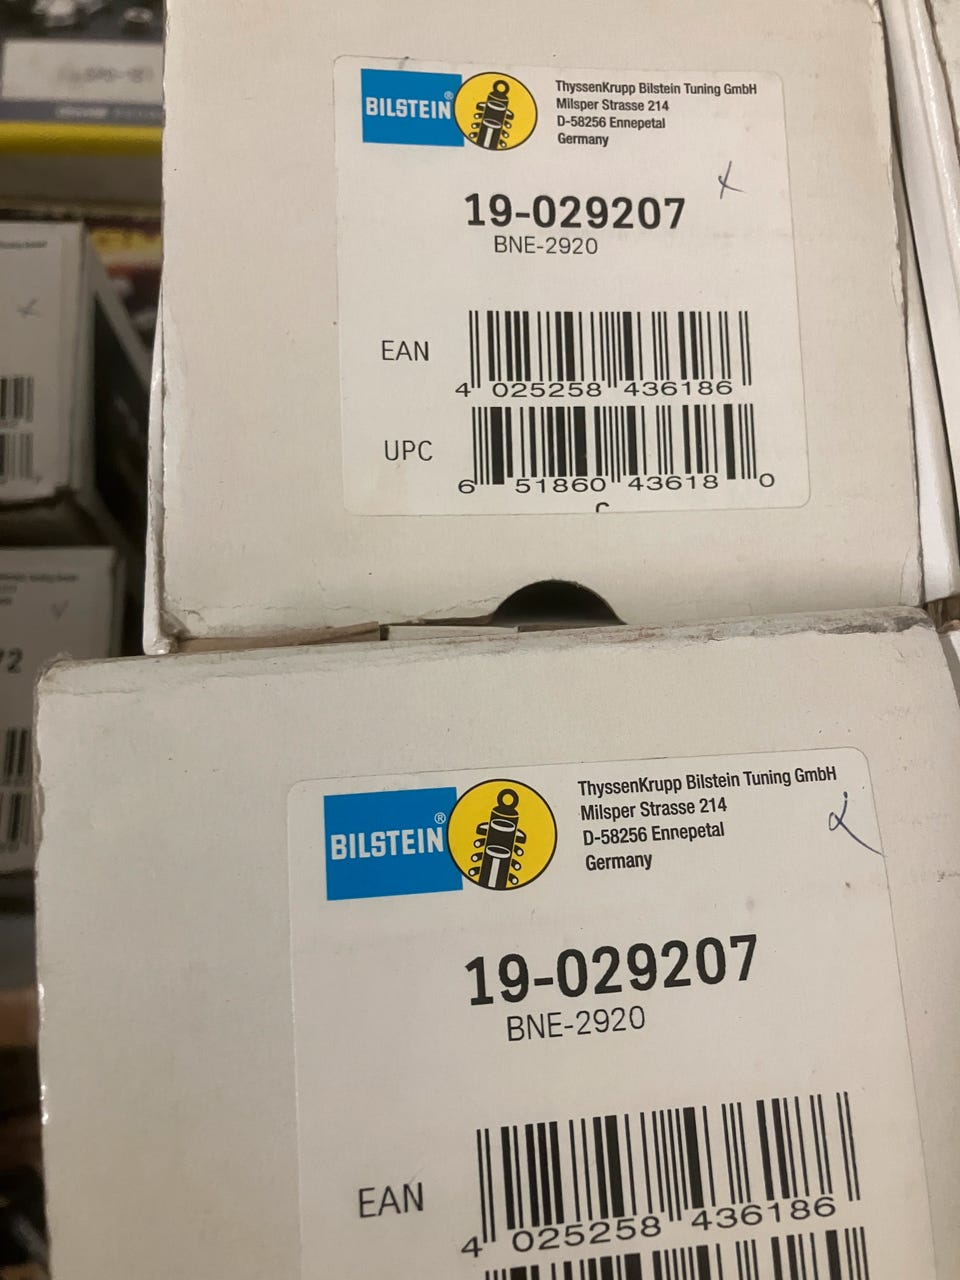 BILSTEIN®
ThyssenKrupp Bilstein Tuning GmbH
Milsper Strasse 214
D-58256 Ennepetal
Germany
19-029207
BNE-2920
EAN
4 025258 436186
UPC
6 51860 43618 0
BILSTEIN®
ThyssenKrupp Bilstein Tuning GmbH
Milsper Strasse 214
D-58256 Ennepetal
Germany
19-029207
BNE-2920
EAN
4 025258 436186
72